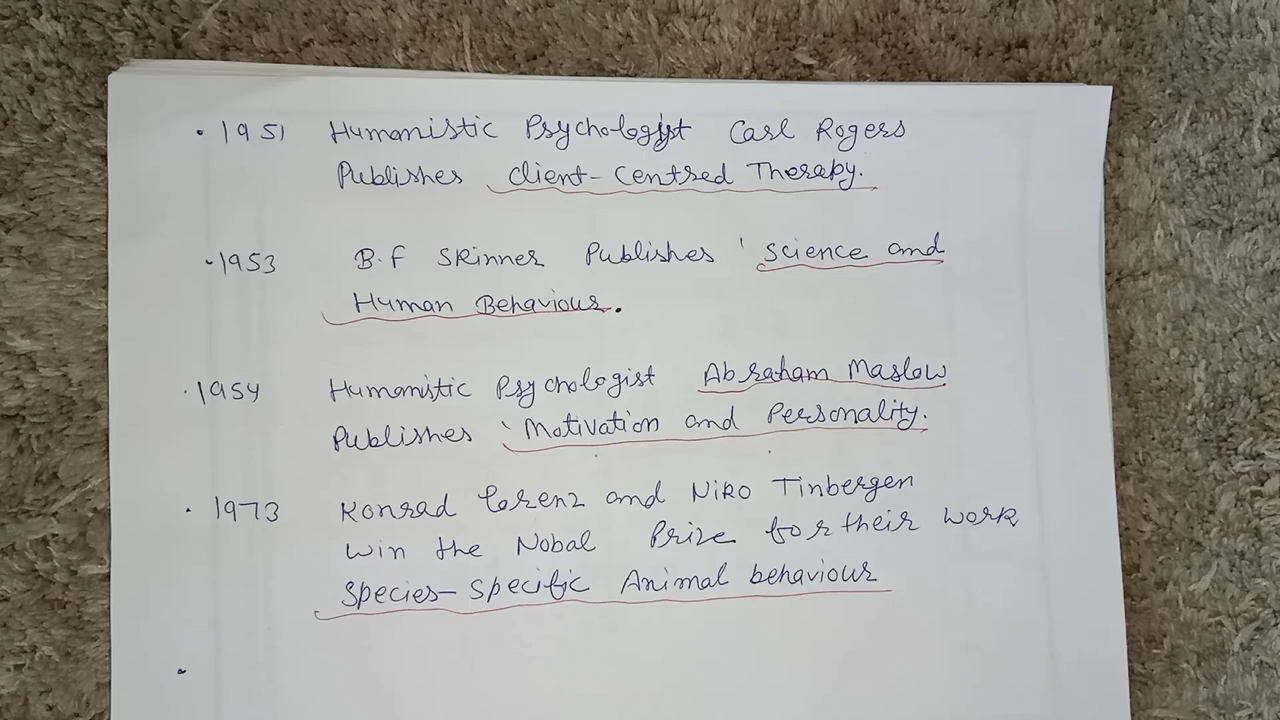 · 1951 Humanistic Psychologist Carl Rogers
Publishes Client-Centred Therapy.
· 1953 B.F Skinner Publishes 'Science and
Human Behaviour.
· 1954 Humanistic Psychologist Abraham Maslow
Publishes 'Motivation and Personality.
· 1973 Konrad Lorenz and Niko Tinbergen
win the Nobal Prize for their work
Species-Specific Animal behaviour